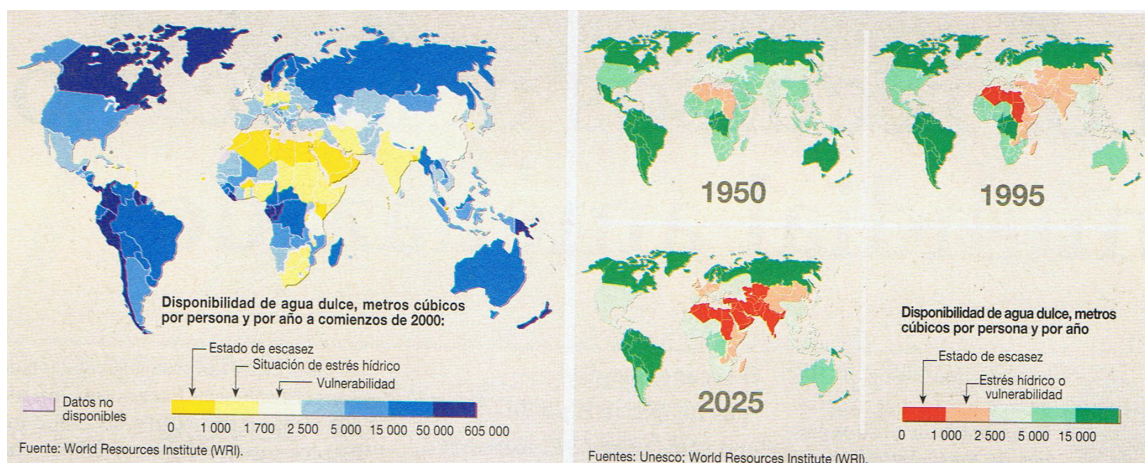 Disponibilidad de agua dulce, metros cúbicos
por persona y por año a comienzos de 2000:
Estado de escasez
Situación de estrés hídrico
Vulnerabilidad
Datos no
disponibles
0 1 000 1 700 2 500 5 000 15 000 50 000 605 000
Fuente: World Resources Institute (WRI).
1950
1995
2025
Disponibilidad de agua dulce, metros
cúbicos por persona y por año
Estado de escasez
Estrés hídrico o
vulnerabilidad
0 1 000 2 500 5 000 15 000
Fuentes: Unesco; World Resources Institute (WRI).